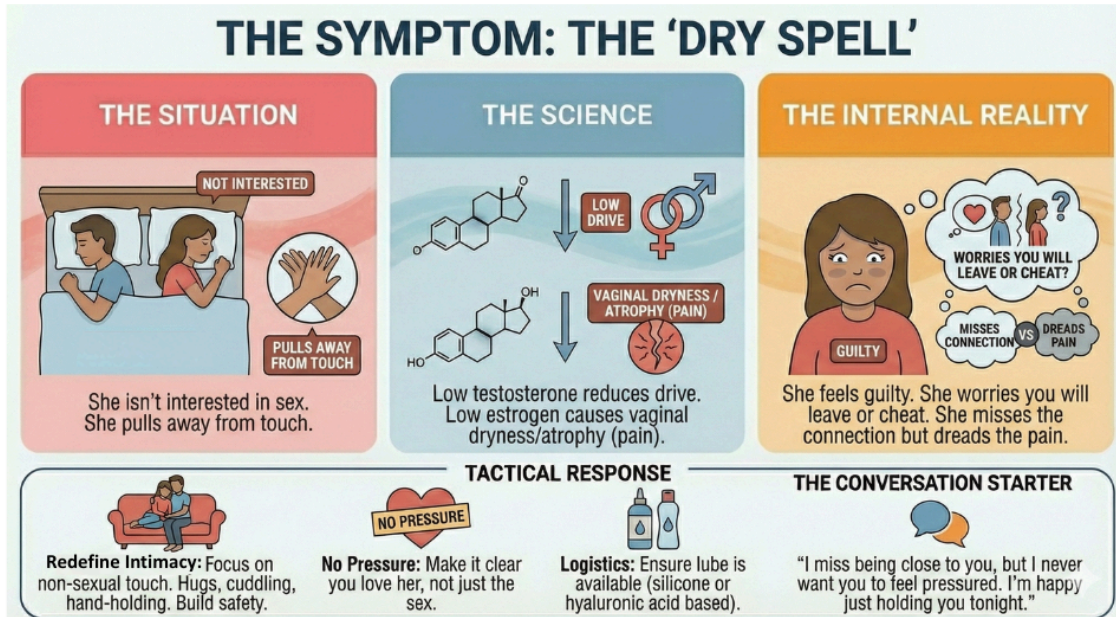 THE SYMPTOM: THE 'DRY SPELL'
THE SITUATION
NOT INTERESTED
PULLS AWAY
FROM TOUCH
She isn't interested in sex.
She pulls away from touch.
THE SCIENCE
O
O
LOW
DRIVE
OH
HO
VAGINAL DRYNESS /
ATROPHY (PAIN)
Low testosterone reduces drive.
Low estrogen causes vaginal
dryness/atrophy (pain).
THE INTERNAL REALITY
?
WORRIES YOU WILL
LEAVE OR CHEAT?
MISSES
CONNECTION
VS
DREADS
PAIN
GUILTY
She feels guilty. She worries you will
leave or cheat. She misses the
connection but dreads the pain.
TACTICAL RESPONSE
Redefine Intimacy: Focus on
non-sexual touch. Hugs, cuddling,
hand-holding. Build safety.
NO PRESSURE
No Pressure: Make it clear
you love her, not just the
sex.
Logistics: Ensure lube is
available (silicone or
hyaluronic acid based).
THE CONVERSATION STARTER
"I miss being close to you, but I never
want you to feel pressured. I'm happy
just holding you tonight."